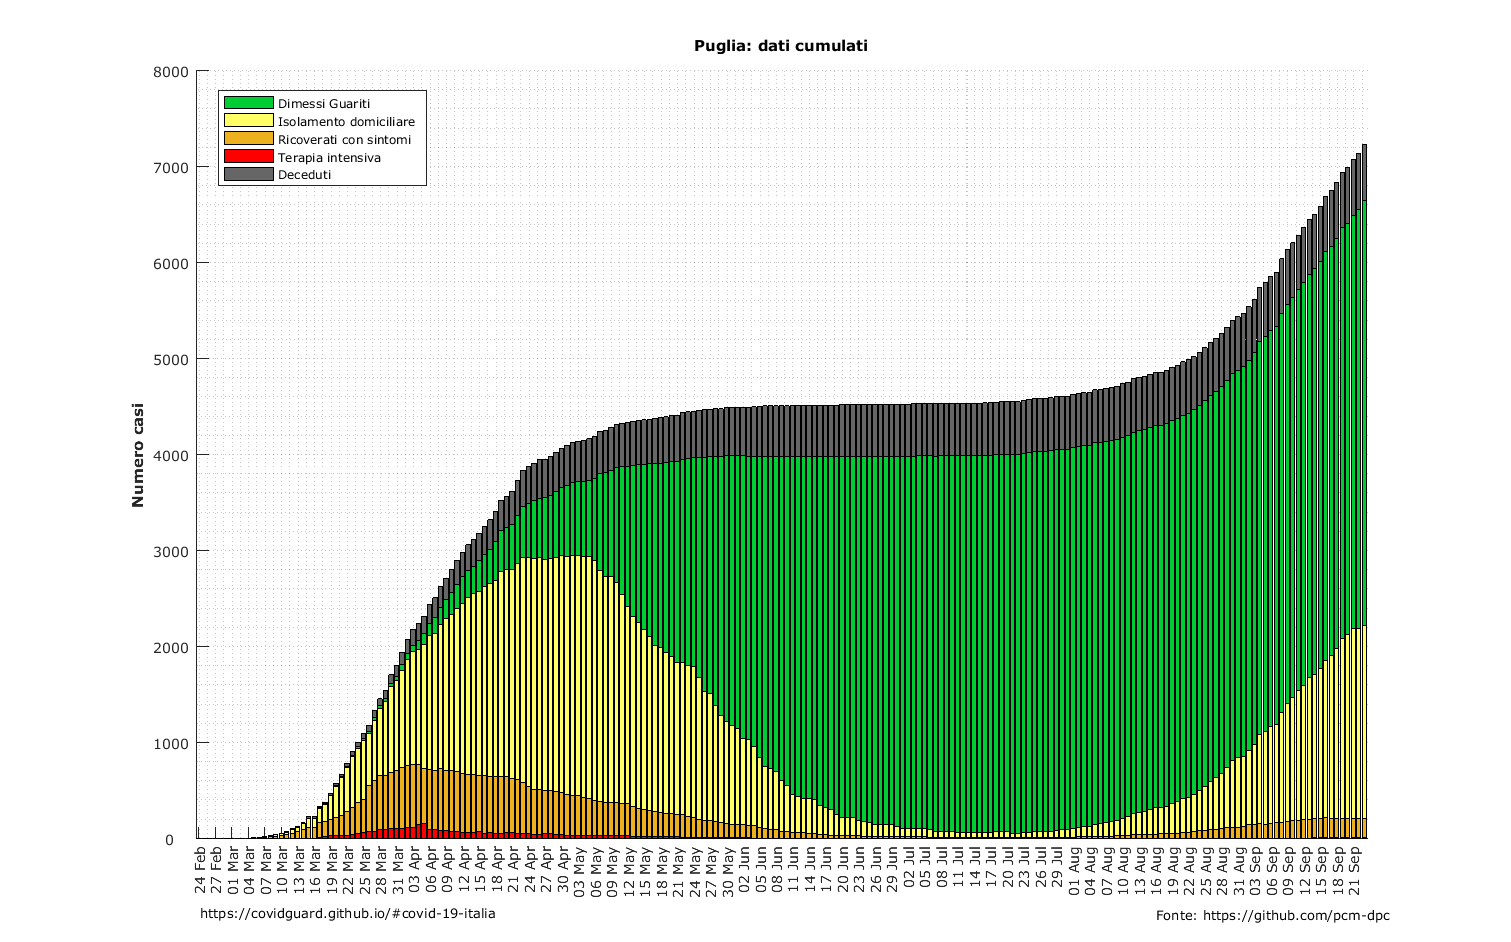 Puglia: dati cumulati
8000
7000
6000
5000
4000
3000
2000
1000
0
Numero casi
Dimessi Guariti
Isolamento domiciliare
Ricoverati con sintomi
Terapia intensiva
Deceduti
24 Feb
27 Feb
01 Mar
04 Mar
07 Mar
10 Mar
13 Mar
16 Mar
19 Mar
22 Mar
25 Mar
28 Mar
31 Mar
03 Apr
06 Apr
09 Apr
12 Apr
15 Apr
18 Apr
21 Apr
24 Apr
27 Apr
30 Apr
03 May
06 May
09 May
12 May
15 May
18 May
21 May
24 May
27 May
30 May
02 Jun
05 Jun
08 Jun
11 Jun
14 Jun
17 Jun
20 Jun
23 Jun
26 Jun
29 Jun
02 Jul
05 Jul
08 Jul
11 Jul
14 Jul
17 Jul
20 Jul
23 Jul
26 Jul
29 Jul
01 Aug
04 Aug
07 Aug
10 Aug
13 Aug
16 Aug
19 Aug
22 Aug
25 Aug
28 Aug
31 Aug
03 Sep
06 Sep
09 Sep
12 Sep
15 Sep
18 Sep
21 Sep
https://covidguard.github.io/#covid-19-italia
Fonte: https://github.com/pcm-dpc